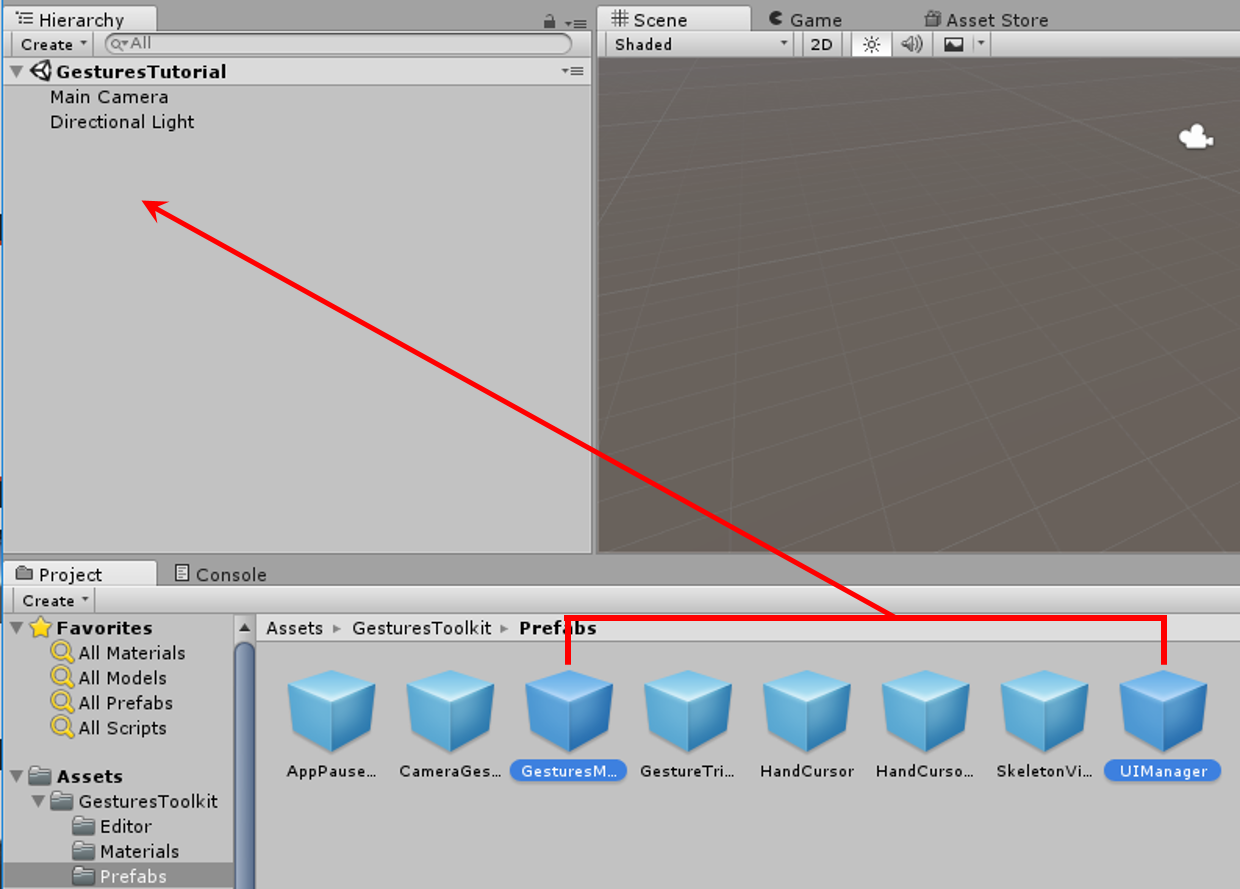 Hierarchy
Create All
GesturesTutorial
Main Camera
Directional Light
Scene Game Asset Store
Shaded 2D
Project Console
Create
Favorites
All Materials
All Models
All Prefabs
All Scripts
Assets
GesturesToolkit
Editor
Materials
Prefabs
Assets GesturesToolkit Prefabs
AppPause... CameraGes... GesturesM... GestureTri... HandCursor HandCurso... SkeletonVi... UIManager